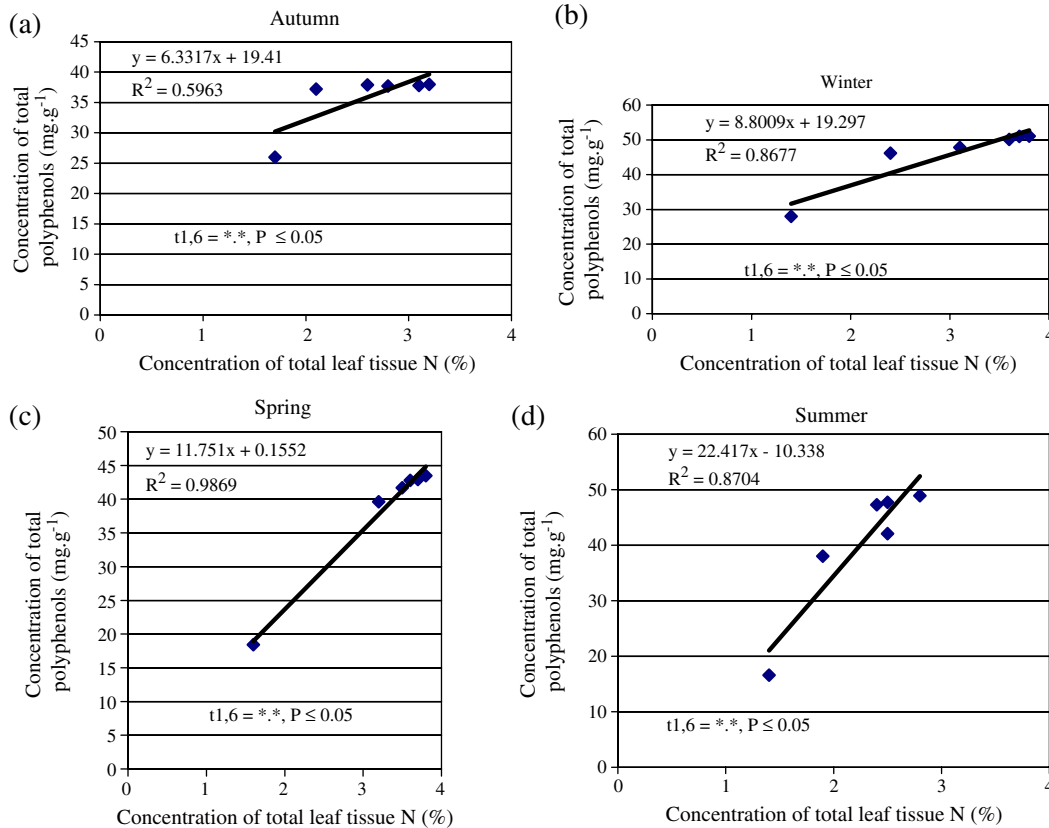 (a)
Autumn
Concentration of total
polyphenols (mg.g-1)
45
40
35
30
25
20
15
10
5
0
y = 6.3317x + 19.41
R2 = 0.5963
t1,6 = *.*, P ≤ 0.05
0 1 2 3 4
Concentration of total leaf tissue N (%)
(b)
Winter
Concentration of total
polyphenols (mg.g-1)
60
50
40
30
20
10
0
y = 8.8009x + 19.297
R2 = 0.8677
t1,6 = *.*, P ≤ 0.05
0 1 2 3 4
Concentration of total leaf tissue N (%)
(c)
Spring
Concentration of total
polyphenols (mg.g-1)
50
45
40
35
30
25
20
15
10
5
0
y = 11.751x + 0.1552
R2 = 0.9869
t1,6 = *.*, P ≤ 0.05
0 1 2 3 4
Concentration of total leaf tissue N (%)
(d)
Summer
Concentration of total
polyphenols (mg.g-1)
60
50
40
30
20
10
0
y = 22.417x - 10.338
R2 = 0.8704
t1,6 = *.*, P ≤ 0.05
0 1 2 3 4
Concentration of total leaf tissue N (%)